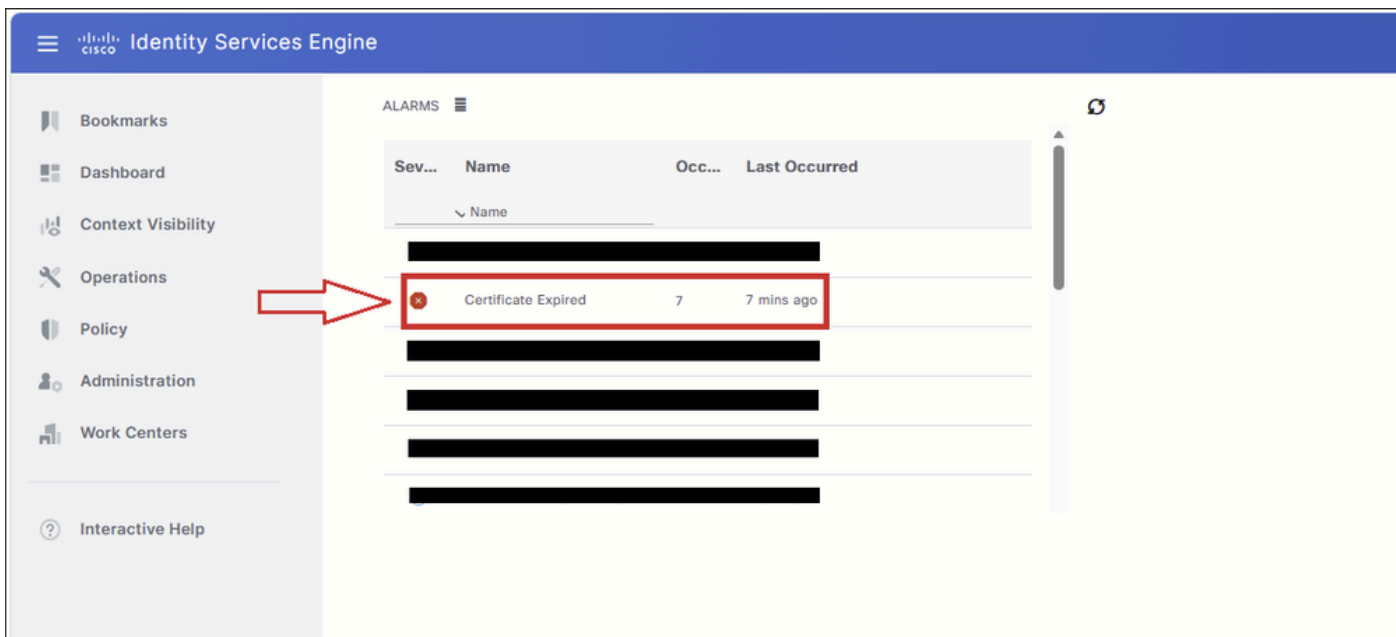 cisco Identity Services Engine
Bookmarks
Dashboard
Context Visibility
Operations
Policy
Administration
Work Centers
Interactive Help
ALARMS
Sev... Name Occ... Last Occurred
Name
Certificate Expired 7 7 mins ago